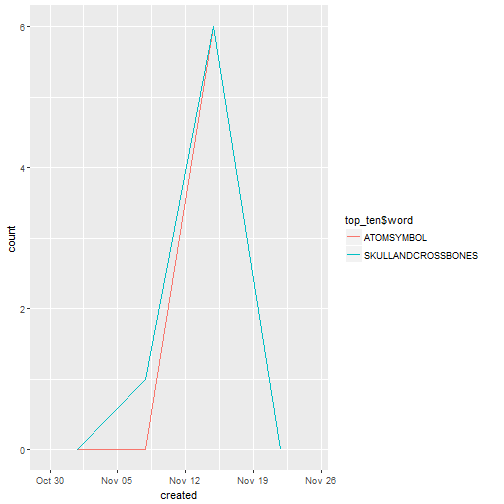 6
4
2
0
count
Oct 30
Nov 05
Nov 12
Nov 19
Nov 26
created
top_ten$word
ATOMSYMBOL
SKULLANDCROSSBONES